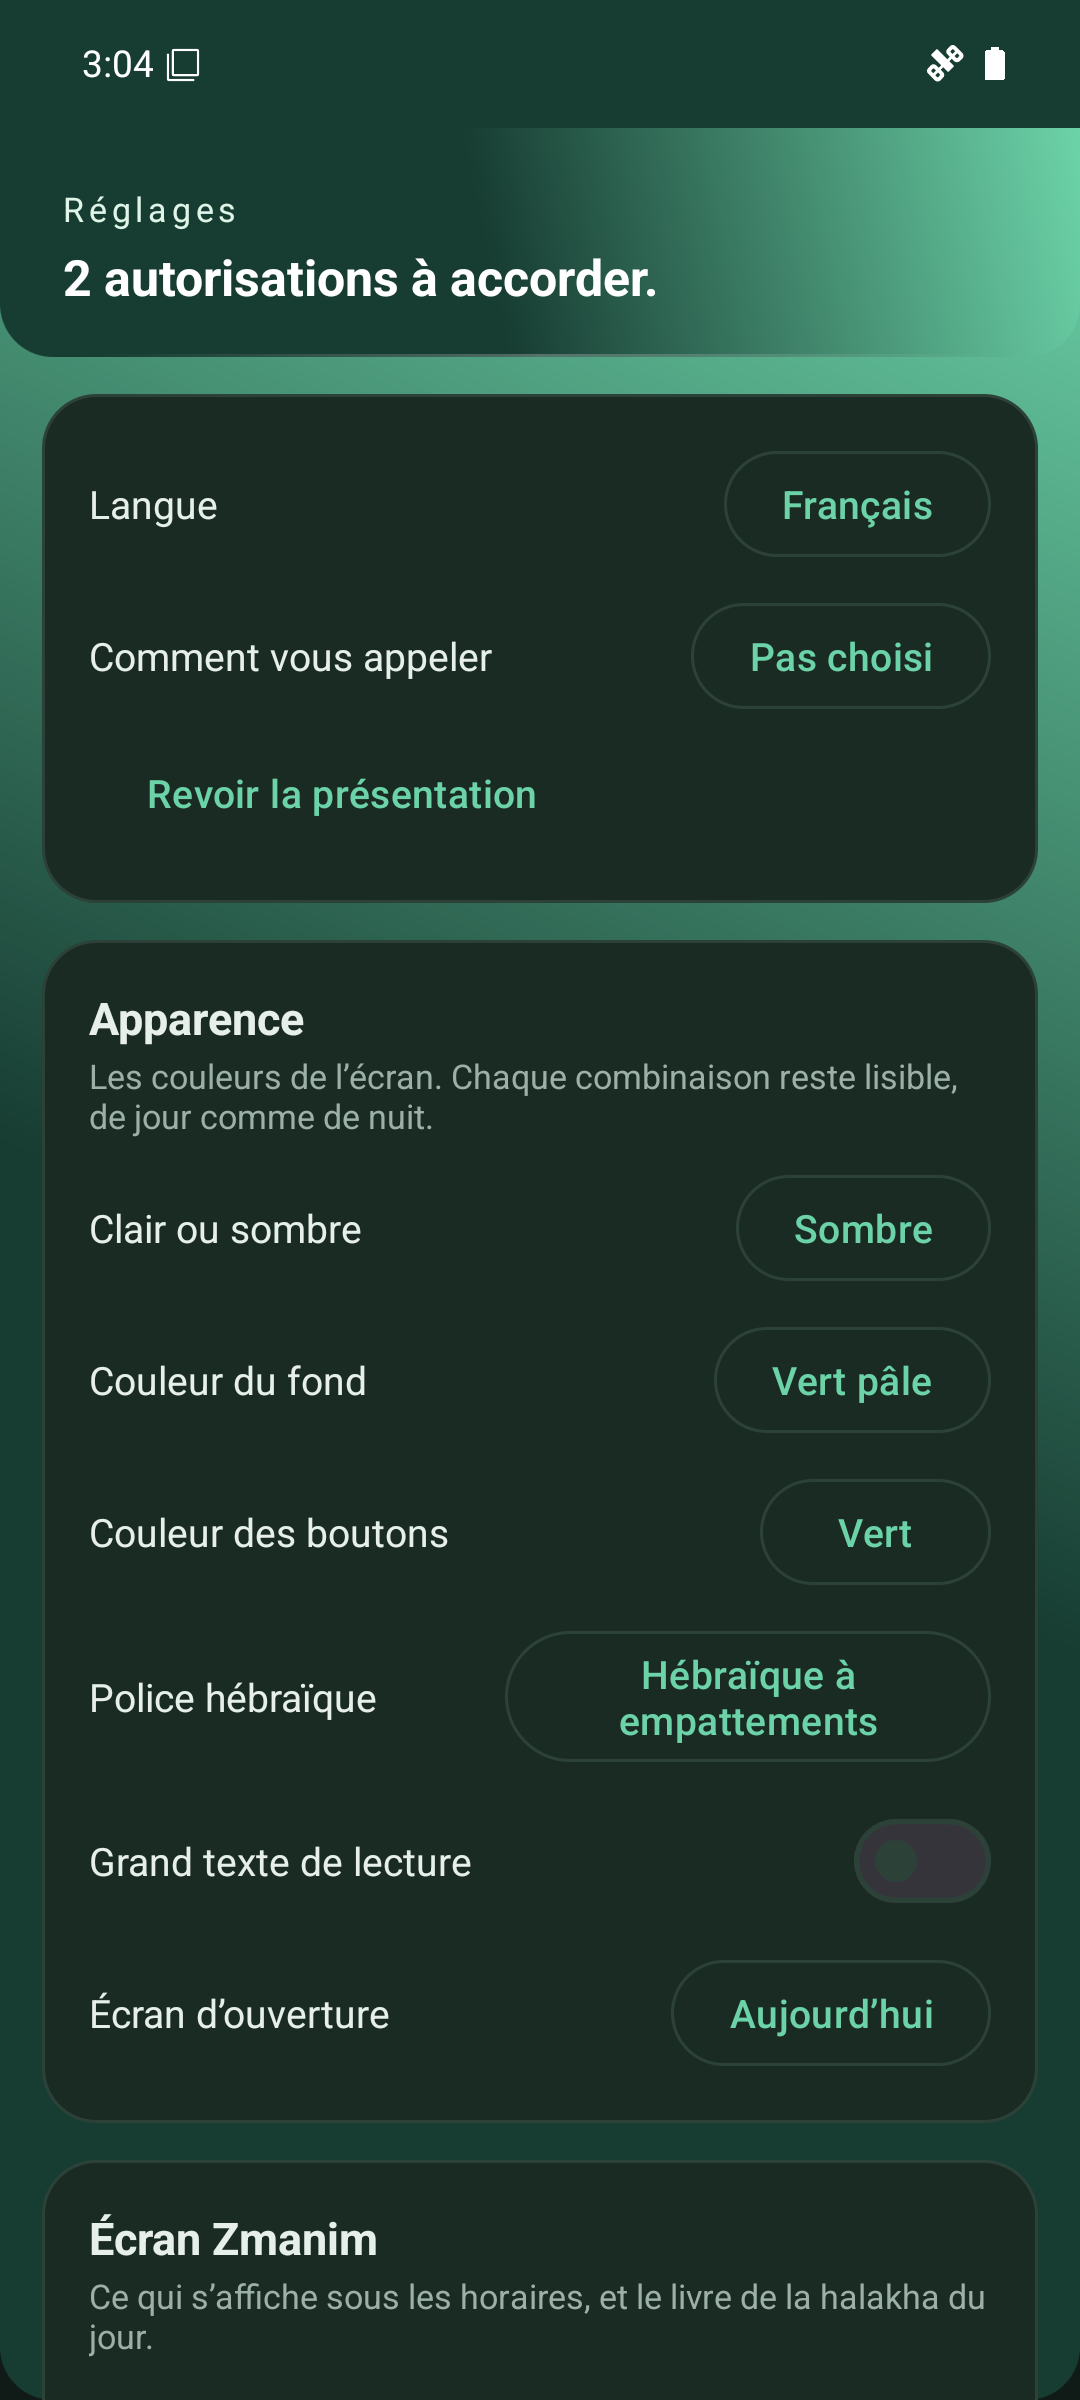 3:04
Réglages
2 autorisations à accorder.
Langue
Français
Comment vous appeler
Pas choisi
Revoir la présentation
Apparence
Les couleurs de l’écran. Chaque combinaison reste lisible,
de jour comme de nuit.
Clair ou sombre
Sombre
Couleur du fond
Vert pâle
Couleur des boutons
Vert
Police hébraïque
Hébraïque à
empattements
Grand texte de lecture
Écran d’ouverture
Aujourd’hui
Écran Zmanim
Ce qui s’affiche sous les horaires, et le livre de la halakha du
jour.